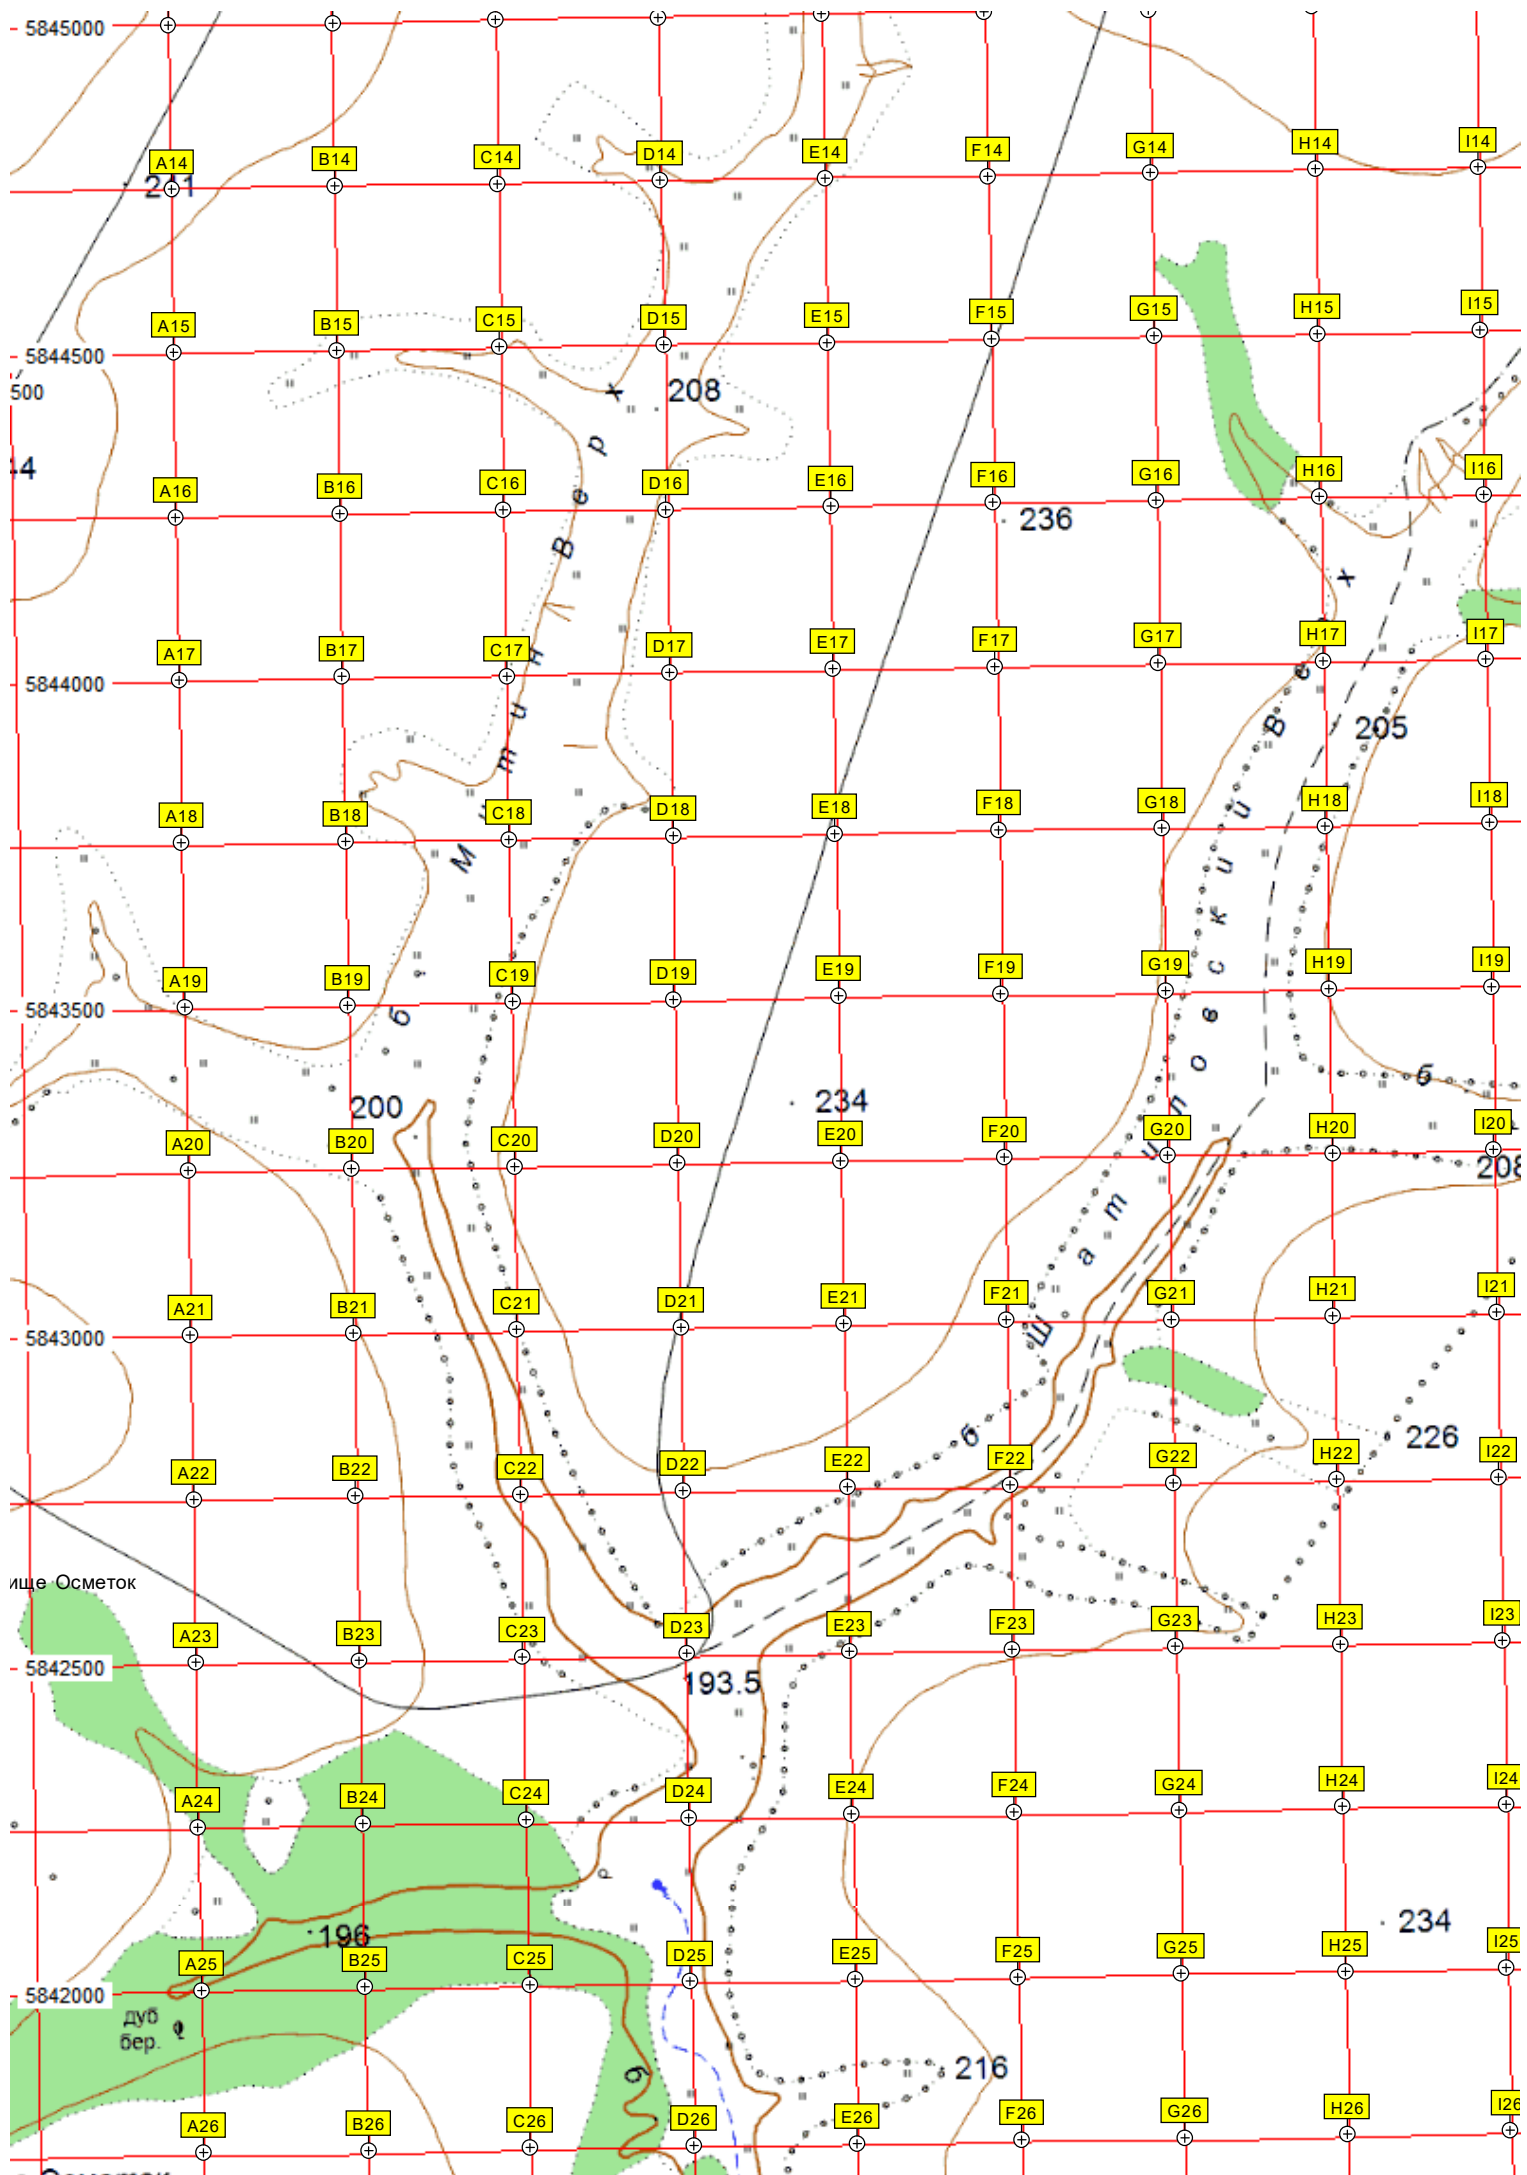 5845000
A14 B14 C14 D14 E14 F14 G14 H14 I14
A15 B15 C15 D15 E15 F15 G15 H15 I15
5844500
500
208
44
A16 B16 C16 D16 E16 F16 G16 H16 I16
236
A17 B17 C17 D17 E17 F17 G17 H17 I17
5844000
205
A18 B18 C18 D18 E18 F18 G18 H18 I18
A19 B19 C19 D19 E19 F19 G19 H19 I19
5843500
б. Митин Верх
200
234
б
A20 B20 C20 D20 E20 F20 G20 H20 I20
208
б. Шатиловский Верх
A21 B21 C21 D21 E21 F21 G21 H21 I21
5843000
226
A22 B22 C22 D22 E22 F22 G22 H22 I22
ище Осметок
A23 B23 C23 D23 E23 F23 G23 H23 I23
5842500
193.5
A24 B24 C24 D24 E24 F24 G24 H24 I24
196
234
A25 B25 C25 D25 E25 F25 G25 H25 I25
5842000
дуб
бер.
б
216
A26 B26 C26 D26 E26 F26 G26 H26 I26